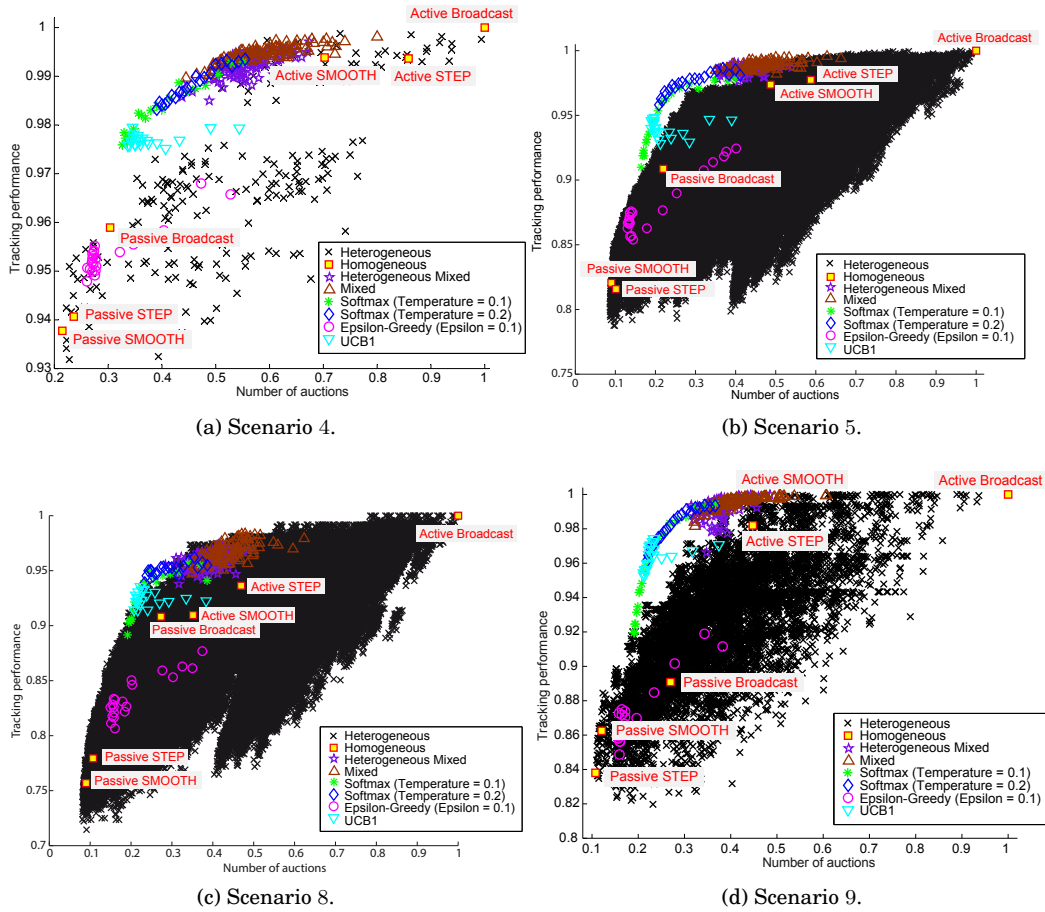 Active Broadcast
1
0.99
0.98
0.97
0.96
0.95
0.94
0.93
Tracking performance
Active SMOOTH
Active STEP
Passive Broadcast
Passive STEP
Passive SMOOTH
Heterogeneous
Homogeneous
Heterogeneous Mixed
Mixed
Softmax (Temperature = 0.1)
Softmax (Temperature = 0.2)
Epsilon-Greedy (Epsilon = 0.1)
UCB1
0.2 0.3 0.4 0.5 0.6 0.7 0.8 0.9 1
Number of auctions
(a) Scenario 4.
Active Broadcast
1
0.95
0.9
0.85
0.8
0.75
Tracking performance
Active STEP
Active SMOOTH
Passive Broadcast
Passive SMOOTH
Passive STEP
Heterogeneous
Homogeneous
Heterogeneous Mixed
Mixed
Softmax (Temperature = 0.1)
Softmax (Temperature = 0.2)
Epsilon-Greedy (Epsilon = 0.1)
UCB1
0 0.1 0.2 0.3 0.4 0.5 0.6 0.7 0.8 0.9 1
Number of auctions
(b) Scenario 5.
1
0.95
0.9
0.85
0.8
0.75
0.7
Tracking performance
Active Broadcast
Active STEP
Active SMOOTH
Passive Broadcast
Passive STEP
Passive SMOOTH
Heterogeneous
Homogeneous
Heterogeneous Mixed
Mixed
Softmax (Temperature = 0.1)
Softmax (Temperature = 0.2)
Epsilon-Greedy (Epsilon = 0.1)
UCB1
0 0.1 0.2 0.3 0.4 0.5 0.6 0.7 0.8 0.9 1
Number of auctions
(c) Scenario 8.
Active SMOOTH
Active Broadcast
1
0.98
0.96
0.94
0.92
0.9
0.88
0.86
0.84
0.82
0.8
Tracking performance
Active STEP
Passive Broadcast
Passive SMOOTH
Passive STEP
Heterogeneous
Homogeneous
Heterogeneous Mixed
Mixed
Softmax (Temperature = 0.1)
Softmax (Temperature = 0.2)
Epsilon-Greedy (Epsilon = 0.1)
UCB1
0.1 0.2 0.3 0.4 0.5 0.6 0.7 0.8 0.9 1
Number of auctions
(d) Scenario 9.